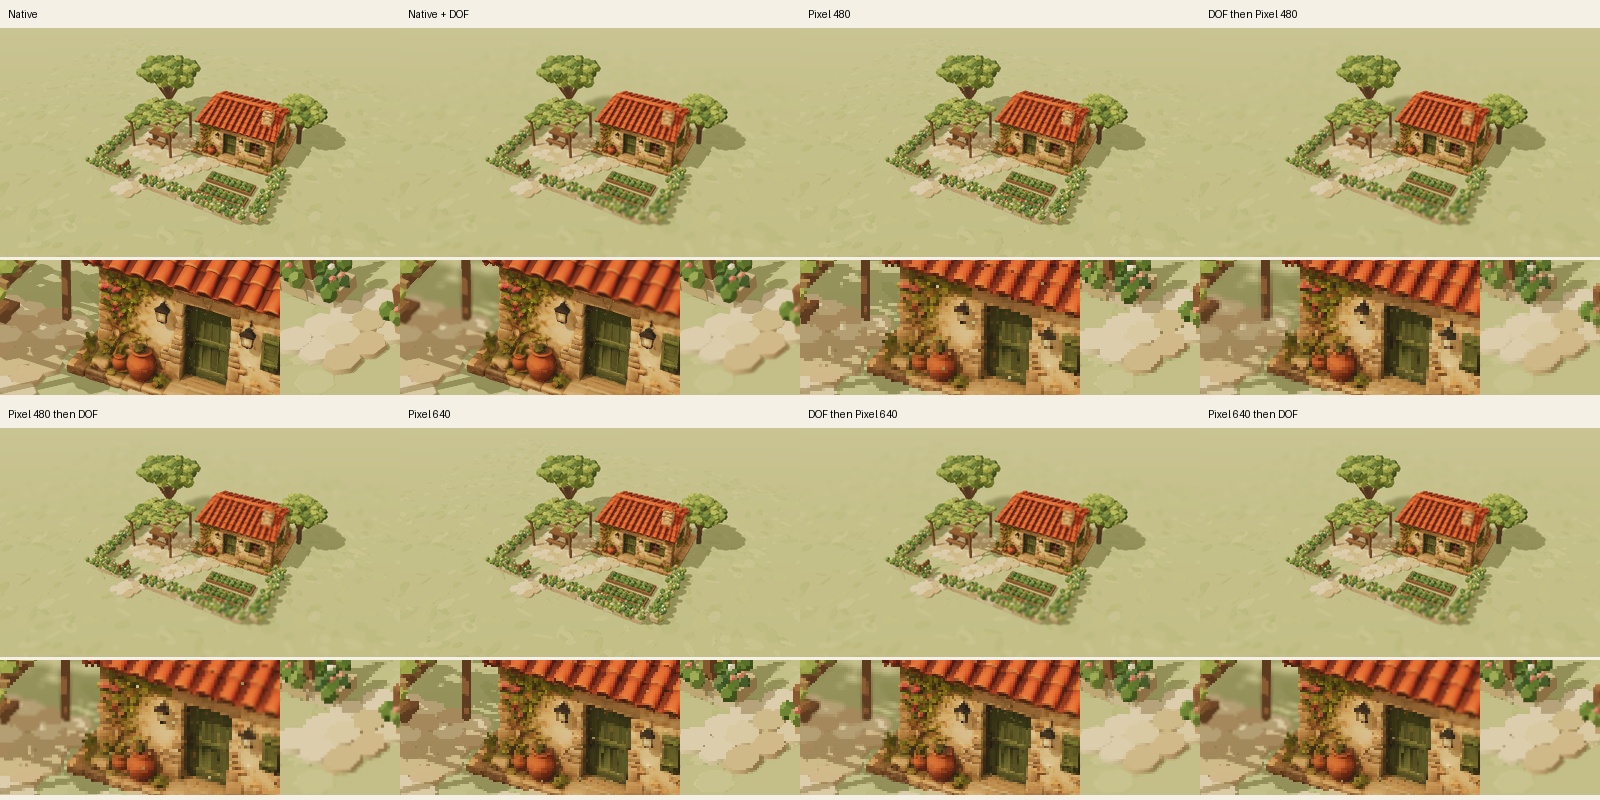 Native
Native + DOF
Pixel 480
DOF then Pixel 480
Pixel 480 then DOF
Pixel 640
DOF then Pixel 640
Pixel 640 then DOF